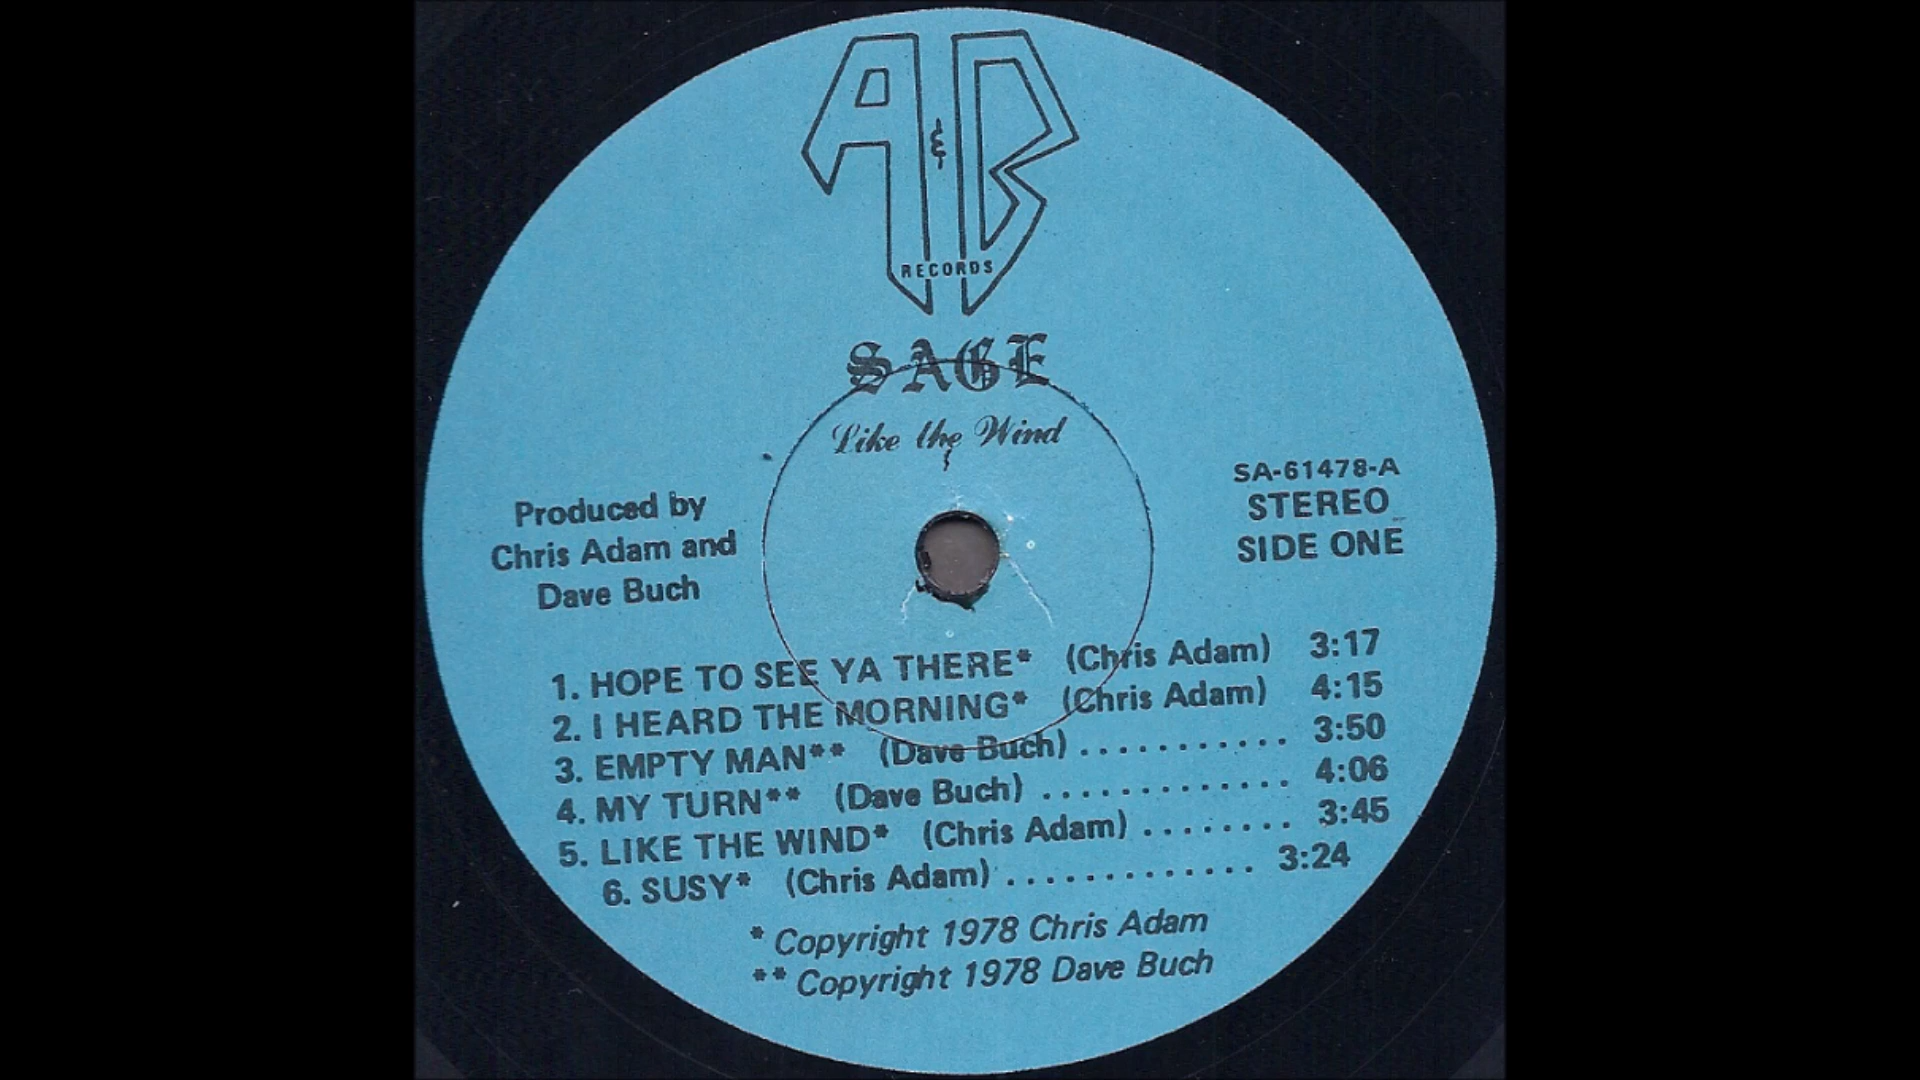 A & B
RECORDS
SAGE
Like the Wind
Produced by
Chris Adam and
Dave Buch
SA-61478-A
STEREO
SIDE ONE
1. HOPE TO SEE YA THERE* (Chris Adam) 3:17
2. I HEARD THE MORNING* (Chris Adam) 4:15
3. EMPTY MAN** (Dave Buch) ........... 3:50
4. MY TURN** (Dave Buch) ............. 4:06
5. LIKE THE WIND* (Chris Adam) ........ 3:45
6. SUSY* (Chris Adam) ............. 3:24
* Copyright 1978 Chris Adam
** Copyright 1978 Dave Buch